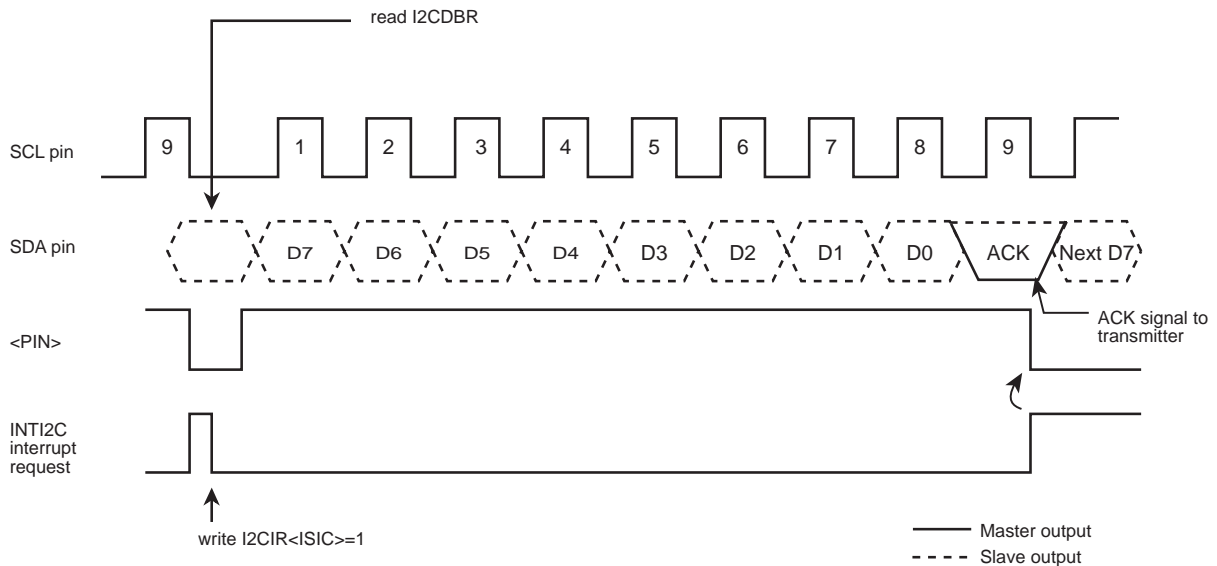 read I2CDBR
SCL pin
9 1 2 3 4 5 6 7 8 9
SDA pin
D7 D6 D5 D4 D3 D2 D1 D0 ACK Next D7
ACK signal to
transmitter
<PIN>
INTI2C
interrupt
request
write I2CIR<ISIC>=1
Master output
Slave output